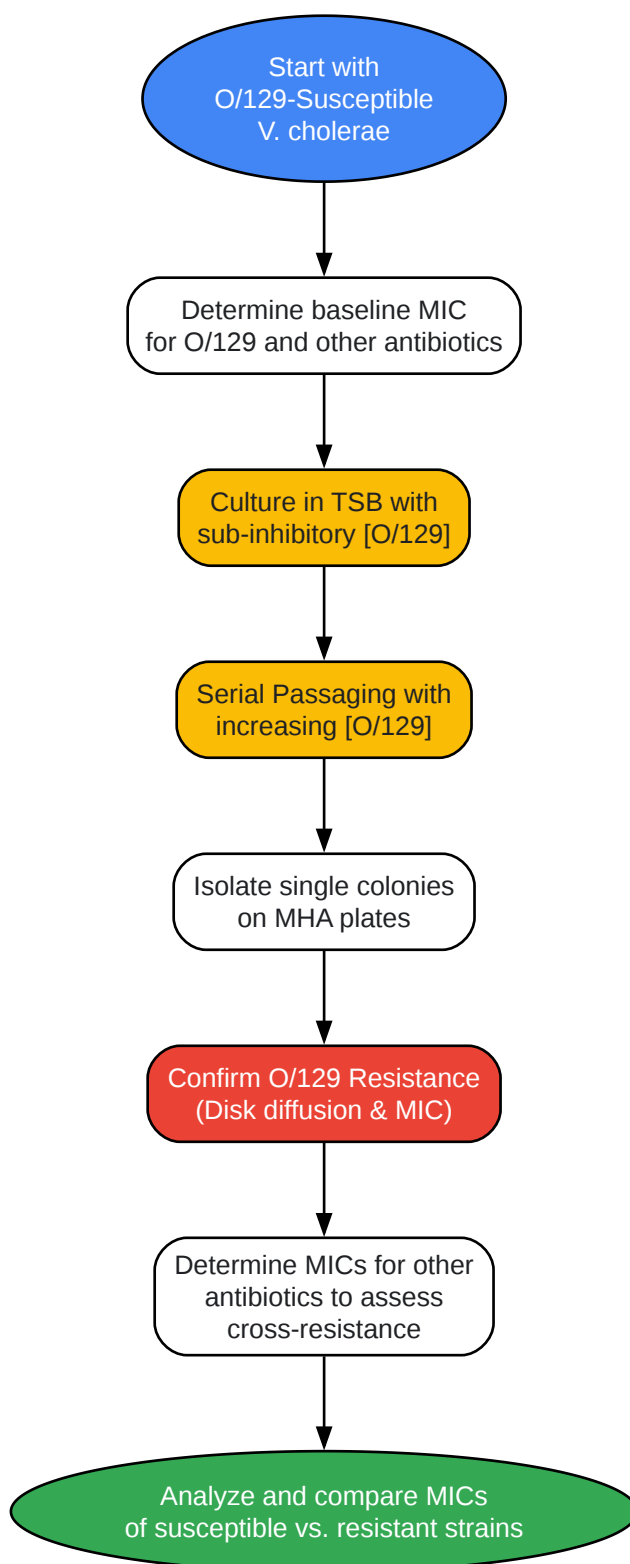 Start with
O/129-Susceptible
V. cholerae
Determine baseline MIC
for O/129 and other antibiotics
Culture in TSB with
sub-inhibitory [O/129]
Serial Passaging with
increasing [O/129]
Isolate single colonies
on MHA plates
Confirm O/129 Resistance
(Disk diffusion & MIC)
Determine MICs for other
antibiotics to assess
cross-resistance
Analyze and compare MICs
of susceptible vs. resistant strains